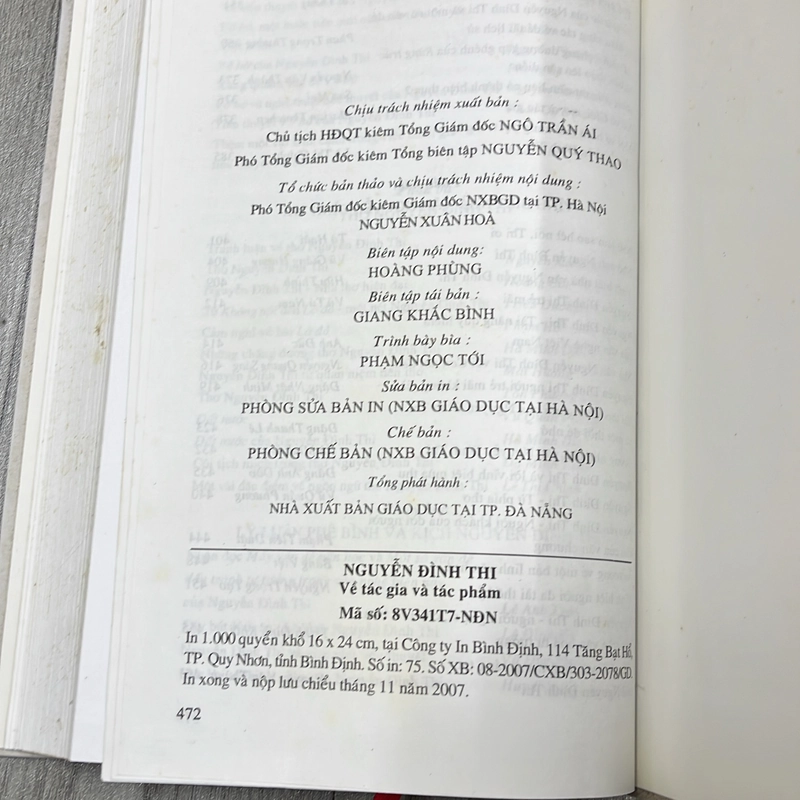 Chịu trách nhiệm xuất bản :
Chủ tịch HĐQT kiêm Tổng Giám đốc NGÔ TRẦN ÁI
Phó Tổng Giám đốc kiêm Tổng biên tập NGUYỄN QUÝ THAO
Tổ chức bản thảo và chịu trách nhiệm nội dung :
Phó Tổng Giám đốc kiêm Giám đốc NXBGD tại TP. Hà Nội
NGUYỄN XUÂN HOÀ
Biên tập nội dung:
HOÀNG PHÙNG
Biên tập tái bản :
GIANG KHẮC BÌNH
Trình bày bìa :
PHẠM NGỌC TỚI
Sửa bản in :
PHÒNG SỬA BẢN IN (NXB GIÁO DỤC TẠI HÀ NỘI)
Chế bản :
PHÒNG CHẾ BẢN (NXB GIÁO DỤC TẠI HÀ NỘI)
Tổng phát hành :
NHÀ XUẤT BẢN GIÁO DỤC TẠI TP. ĐÀ NẴNG
NGUYỄN ĐÌNH THI
Về tác gia và tác phẩm
Mã số: 8V341T7-NĐN
In 1.000 quyển khổ 16 x 24 cm, tại Công ty In Bình Định, 114 Tăng Bạt Hổ,
TP. Quy Nhơn, tỉnh Bình Định. Số in: 75. Số XB: 08-2007/CXB/303-2078/GD.
In xong và nộp lưu chiểu tháng 11 năm 2007.
472